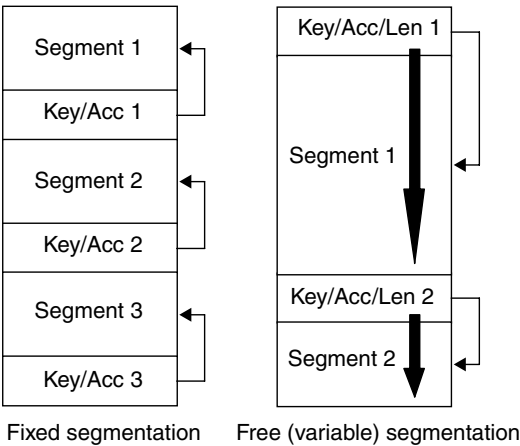 Segment 1
Key/Acc 1
Segment 2
Key/Acc 2
Segment 3
Key/Acc 3
Fixed segmentation
Key/Acc/Len 1
Segment 1
Key/Acc/Len 2
Segment 2
Free (variable) segmentation